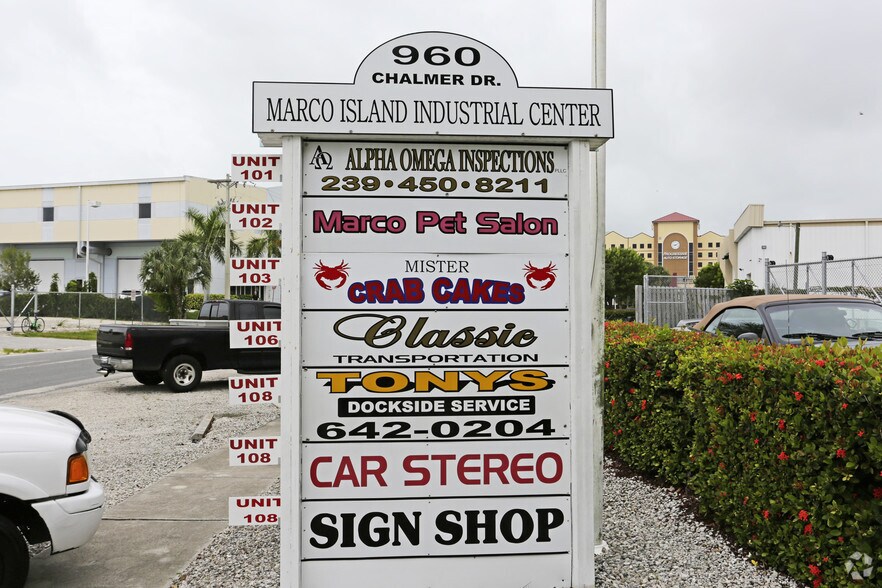 960
CHALMER DR.
MARCO ISLAND INDUSTRIAL CENTER
UNIT
101
ALPHA OMEGA INSPECTIONS PLLC
239·450·8211
UNIT
102
Marco Pet Salon
UNIT
103
MISTER
CRAB CAKES
UNIT
106
Classic
TRANSPORTATION
UNIT
108
TONYS
DOCKSIDE SERVICE
642-0204
UNIT
108
CAR STEREO
UNIT
108
SIGN SHOP